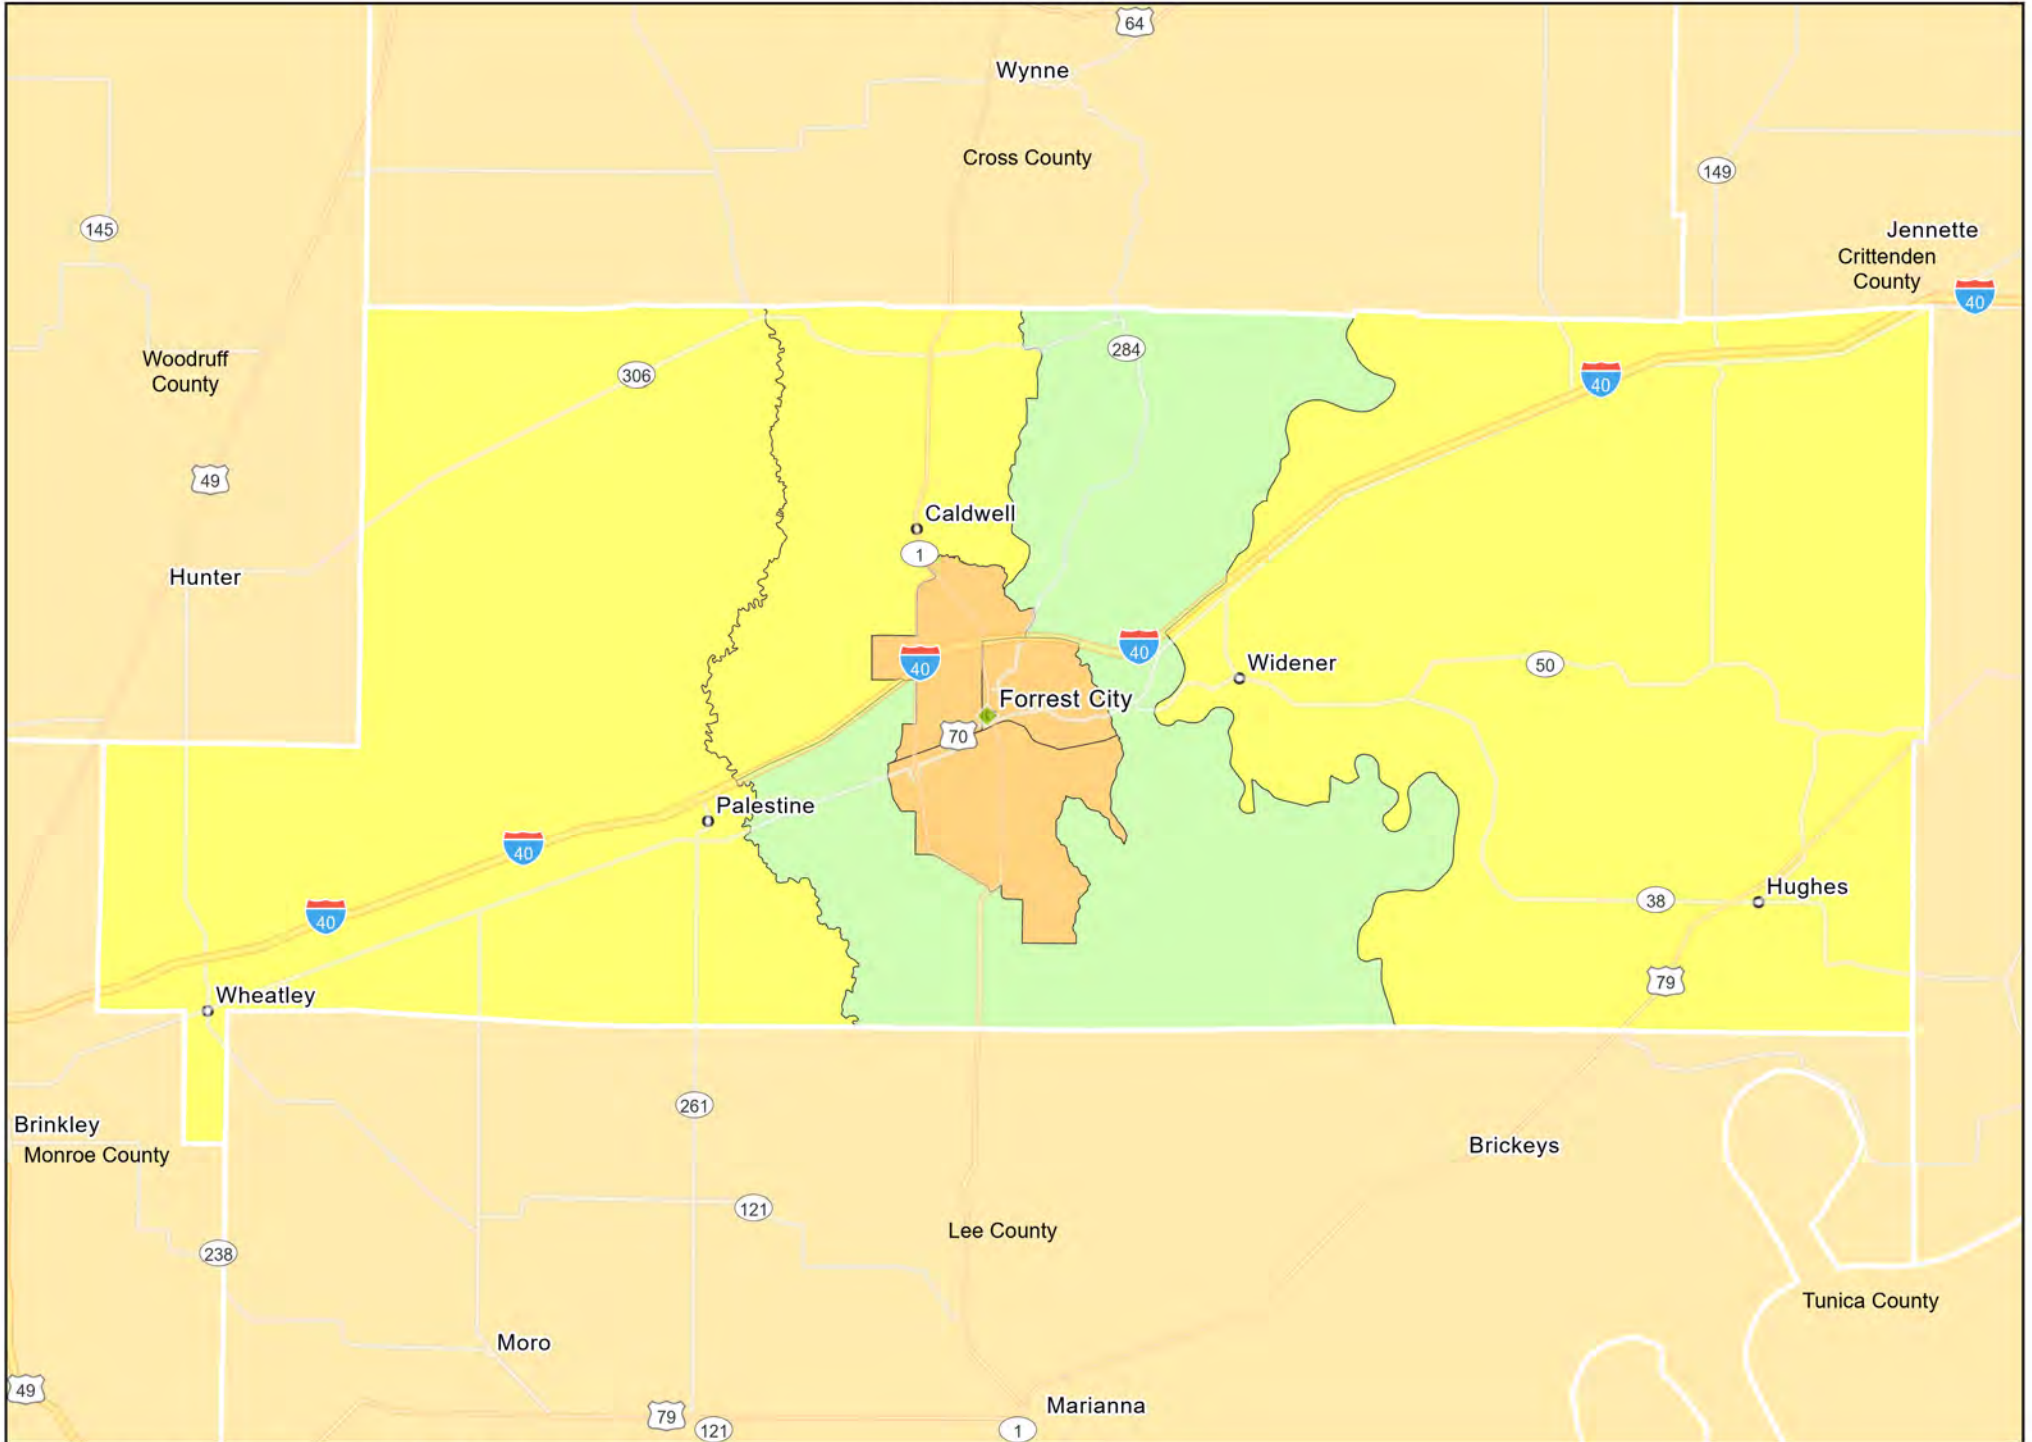 64
Wynne
Cross County
149
145
Jennette
Crittenden
County
40
Woodruff
County
284
306
40
49
Caldwell
1
Hunter
40
40
Widener
50
Forrest City
70
Palestine
40
Hughes
38
40
79
Wheatley
261
Brinkley
Monroe County
Brickeys
121
Lee County
238
Tunica County
Moro
49
79
121
Marianna
1